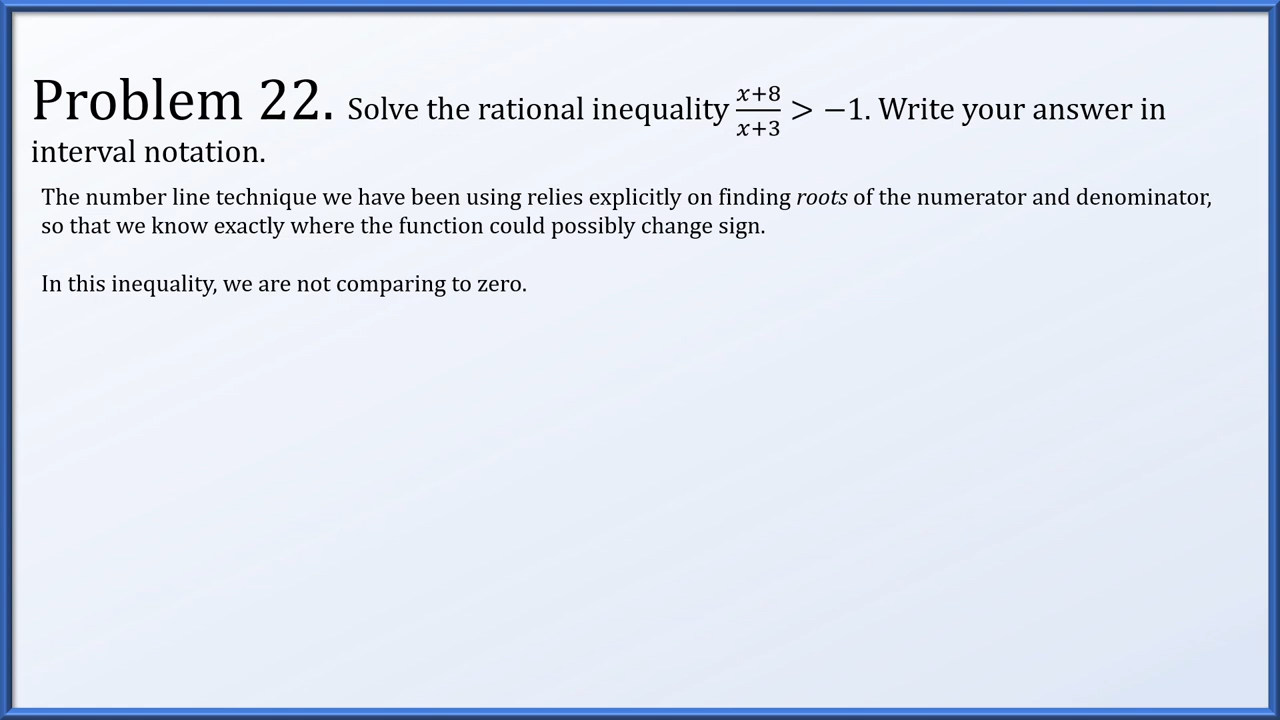 Problem 22. Solve the rational inequality \frac{x+8}{x+3} > −1. Write your answer in
interval notation.
The number line technique we have been using relies explicitly on finding roots of the numerator and denominator,
so that we know exactly where the function could possibly change sign.
In this inequality, we are not comparing to zero.